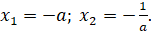 x₁ = −a; x₂ = −1/a.